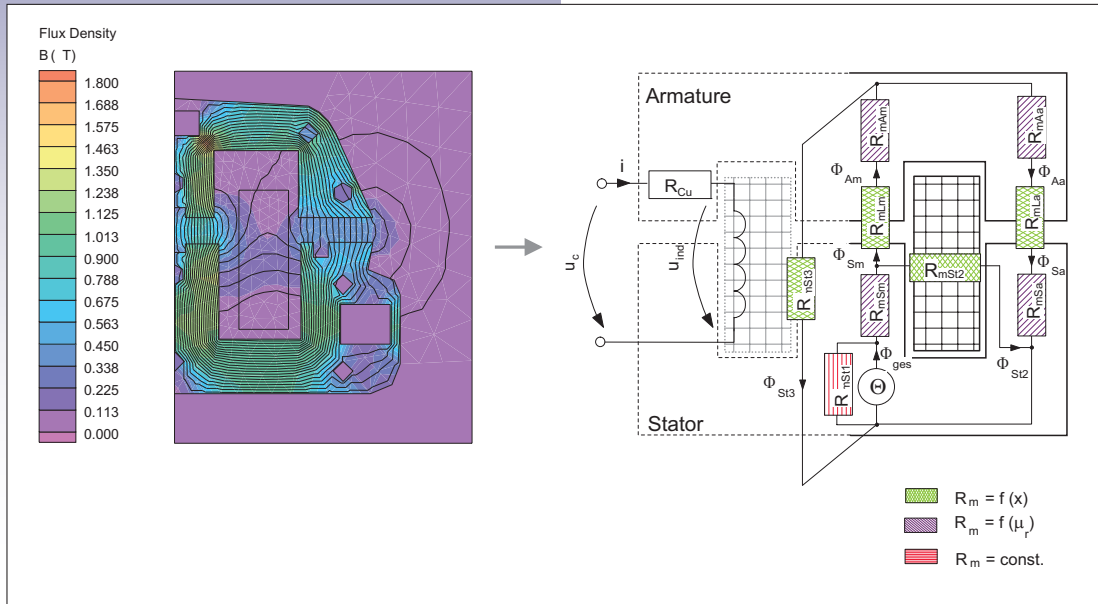 Flux Density
B ( T)
1.800
1.688
1.575
1.463
1.350
1.238
1.125
1.013
0.900
0.788
0.675
0.563
0.450
0.338
0.225
0.113
0.000
Armature
i
R_Cu
u_c
u_ind
Stator
R_mAm
R_mAa
Φ_Am
Φ_Aa
R_mLm
R_mLa
Φ_Sm
Φ_Sa
R_mSt3
R_mSt2
R_mSm
R_mSa
Φ_ges
Φ_St2
R_mSt1
Θ
Φ_St3
R_m = f (x)
R_m = f (μ_r)
R_m = const.